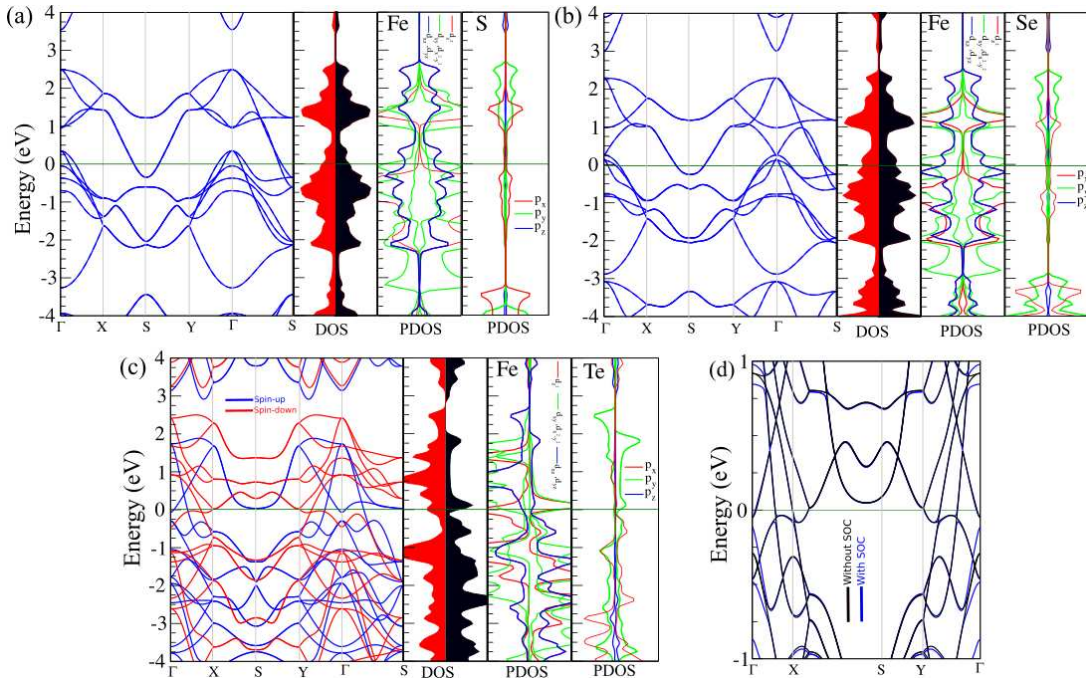 (a)
Fe
S
4
3
2
1
0
-1
-2
-3
-4
Energy (eV)
Γ X S Y Γ S
DOS
PDOS
PDOS
p_x
p_y
p_z
(b)
Fe
Se
4
3
2
1
0
-1
-2
-3
-4
Energy (eV)
Γ X S Y Γ S
DOS
PDOS
PDOS
(c)
Fe
Te
4
3
2
1
0
-1
-2
-3
-4
Energy (eV)
Spin-up
Spin-down
Γ X S Y Γ S
DOS
PDOS
PDOS
p_x
p_y
p_z
(d)
1
0
-1
Energy (eV)
Without SOC
With SOC
Γ X S Y Γ